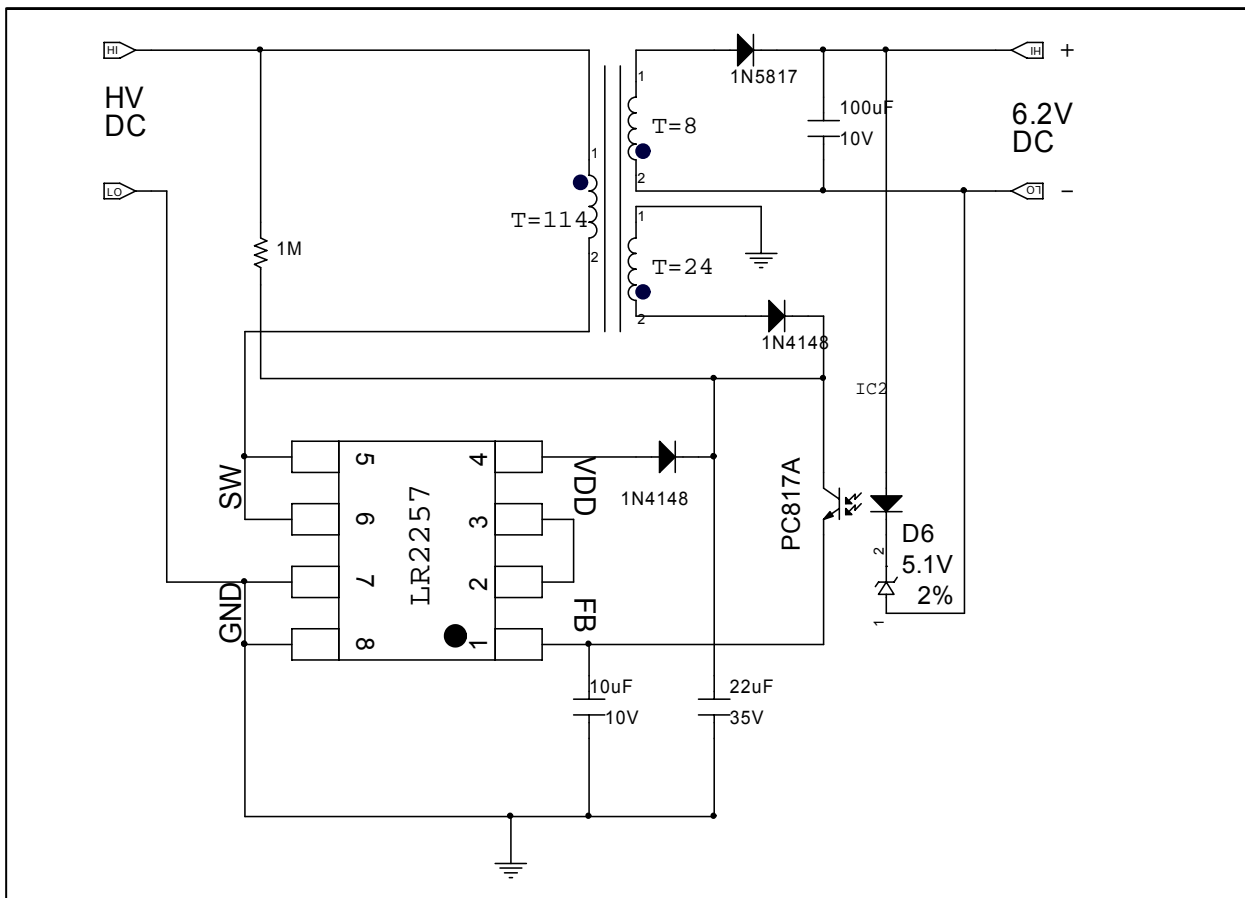 HI
HV
DC
LO
1M
1
T=114
2
1
T=8
2
1
T=24
2
1N5817
100uF
10V
HI
+
6.2V
DC
LO
−
1N4148
IC2
SW
GND
5
6
7
8
LR2257
4
3
2
1
VDD
FB
1N4148
PC817A
2
D6
5.1V
2%
1
10uF
10V
22uF
35V